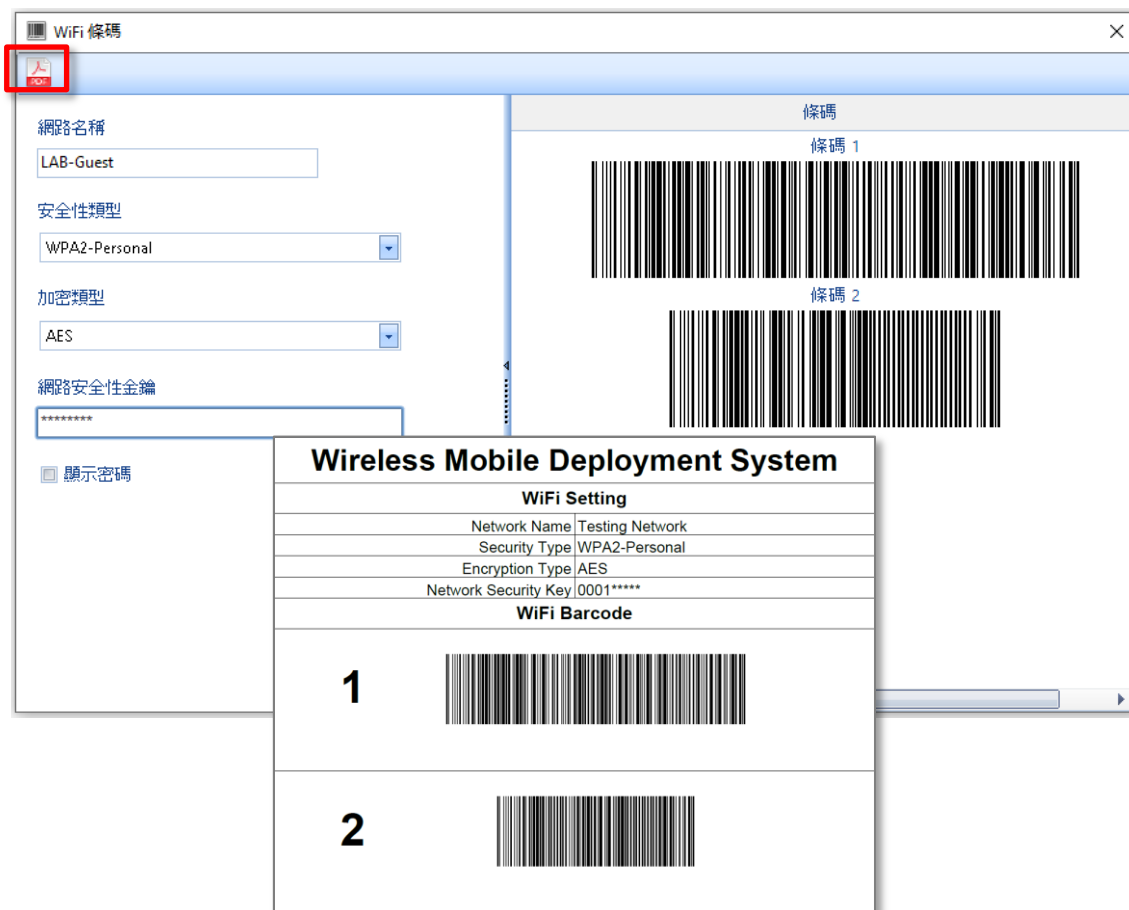 WiFi 條碼
PDF
網路名稱
LAB-Guest
安全性類型
WPA2-Personal
加密類型
AES
網路安全性金鑰
********
顯示密碼
條碼
條碼 1
條碼 2
Wireless Mobile Deployment System
WiFi Setting
Network Name Testing Network
Security Type WPA2-Personal
Encryption Type AES
Network Security Key 0001*****
WiFi Barcode
1
2